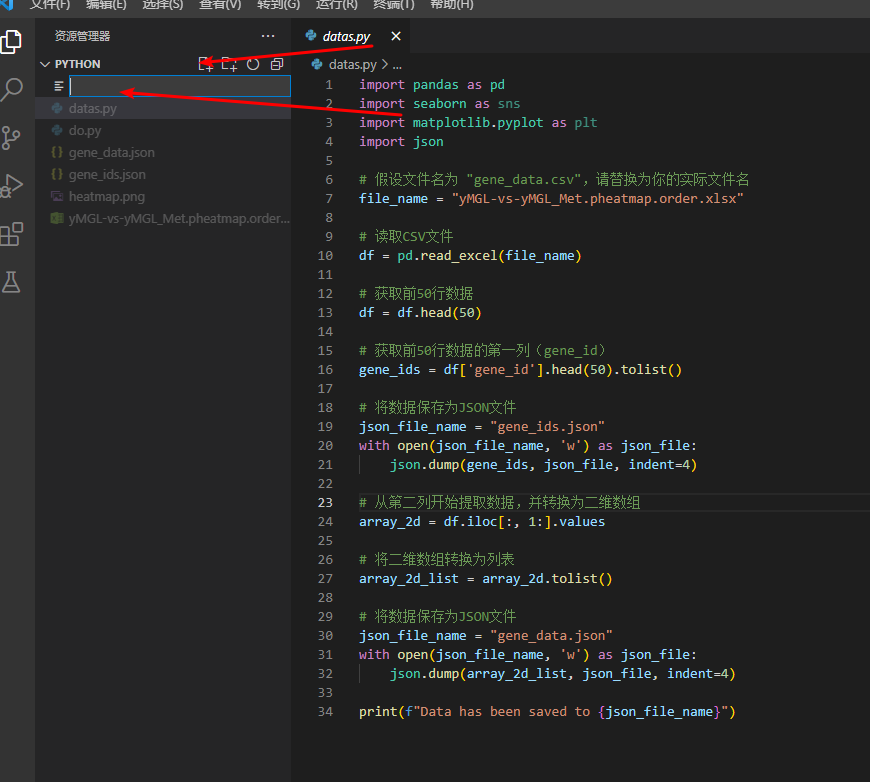 文件(F) 编辑(E) 选择(S) 查看(V) 转到(G) 运行(R) 终端(T) 帮助(H)
资源管理器
PYTHON
datas.py
do.py
gene_data.json
gene_ids.json
heatmap.png
yMGL-vs-yMGL_Met.pheatmap.order...
datas.py
datas.py > ...
1 import pandas as pd
2 import seaborn as sns
3 import matplotlib.pyplot as plt
4 import json
5
6 # 假设文件名为 "gene_data.csv"，请替换为你的实际文件名
7 file_name = "yMGL-vs-yMGL_Met.pheatmap.order.xlsx"
8
9 # 读取CSV文件
10 df = pd.read_excel(file_name)
11
12 # 获取前50行数据
13 df = df.head(50)
14
15 # 获取前50行数据的第一列（gene_id）
16 gene_ids = df['gene_id'].head(50).tolist()
17
18 # 将数据保存为JSON文件
19 json_file_name = "gene_ids.json"
20 with open(json_file_name, 'w') as json_file:
21     json.dump(gene_ids, json_file, indent=4)
22
23 # 从第二列开始提取数据，并转换为二维数组
24 array_2d = df.iloc[:, 1:].values
25
26 # 将二维数组转换为列表
27 array_2d_list = array_2d.tolist()
28
29 # 将数据保存为JSON文件
30 json_file_name = "gene_data.json"
31 with open(json_file_name, 'w') as json_file:
32     json.dump(array_2d_list, json_file, indent=4)
33
34 print(f"Data has been saved to {json_file_name}")